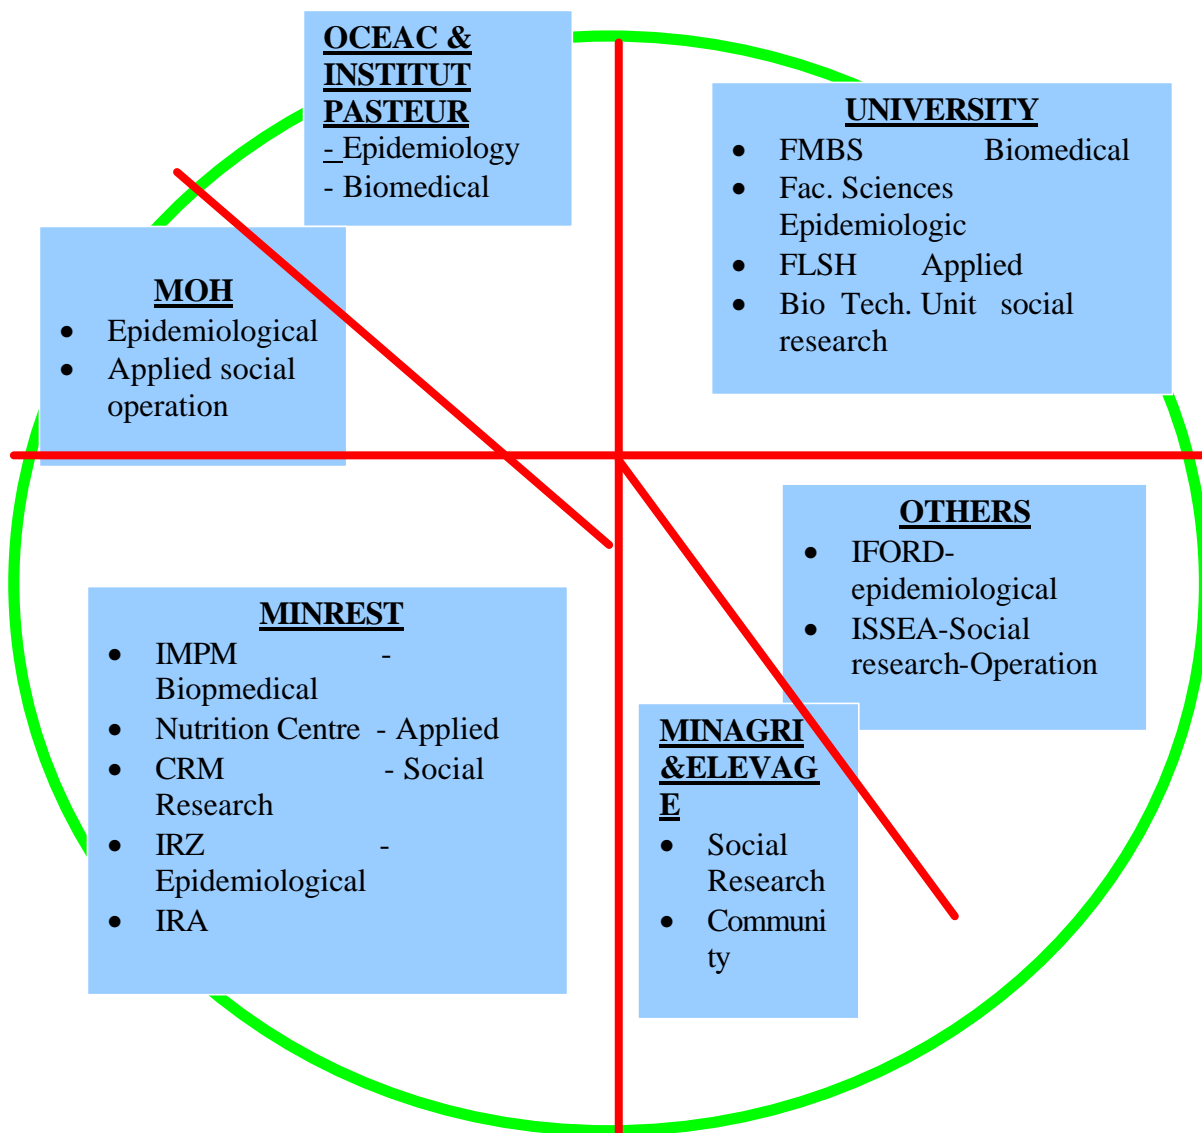 OCEAC &
INSTITUT
PASTEUR
- Epidemiology
- Biomedical
UNIVERSITY
• FMBS Biomedical
• Fac. Sciences
Epidemiologic
• FLSH Applied
• Bio Tech. Unit social
research
MOH
• Epidemiological
• Applied social
operation
OTHERS
• IFORD-
epidemiological
• ISSEA-Social
research-Operation
MINREST
• IMPM -
Biopmedical
• Nutrition Centre - Applied
• CRM - Social
Research
• IRZ -
Epidemiological
• IRA
MINAGRI
&ELEVAG
E
• Social
Research
• Communi
ty